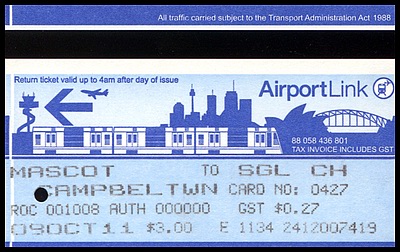 All traffic carried subject to the Transport Administration Act 1988
Return ticket valid up to 4am after day of issue
AirportLink
88 058 436 801
TAX INVOICE INCLUDES GST
MASCOT TO SGL CH
CAMPBELTWN CARD NO: 0427
ROC 001008 AUTH 000000 GST $0.27
09OCT11 $3.00 E 1134 2412007419